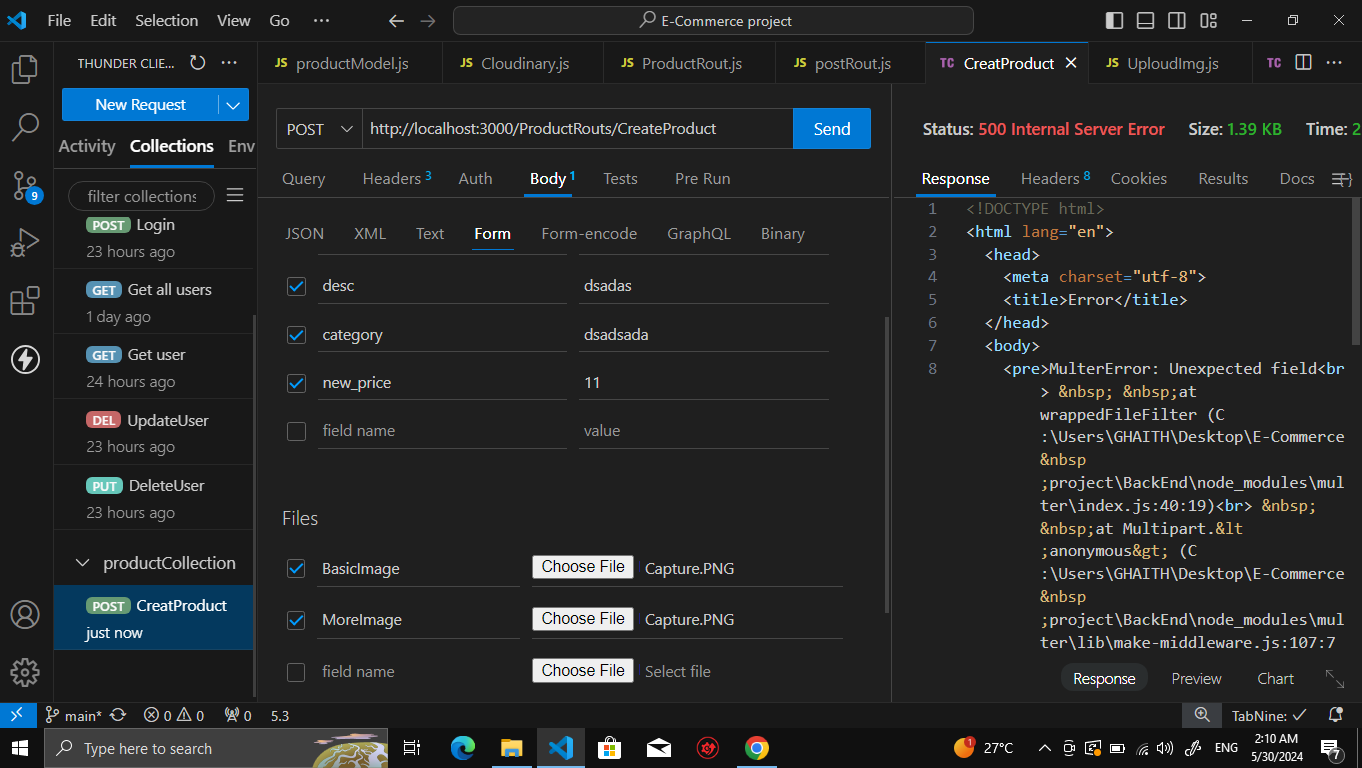 File Edit Selection View Go ··· E-Commerce project
THUNDER CLIE... ···
New Request
Activity Collections Env
filter collections
POST Login
23 hours ago
GET Get all users
1 day ago
GET Get user
24 hours ago
DEL UpdateUser
23 hours ago
PUT DeleteUser
23 hours ago
productCollection
POST CreatProduct
just now
9
JS productModel.js JS Cloudinary.js JS ProductRout.js JS postRout.js TC CreatProduct JS UploudImg.js TC ···
POST http://localhost:3000/ProductRouts/CreateProduct Send
Query Headers 3 Auth Body 1 Tests Pre Run
JSON XML Text Form Form-encode GraphQL Binary
desc dsadas
category dsadsada
new_price 11
field name value
Files
BasicImage Choose File Capture.PNG
MoreImage Choose File Capture.PNG
field name Choose File Select file
Status: 500 Internal Server Error Size: 1.39 KB Time: 2
Response Headers 8 Cookies Results Docs
1 <!DOCTYPE html>
2 <html lang="en">
3 <head>
4 <meta charset="utf-8">
5 <title>Error</title>
6 </head>
7 <body>
8 <pre>MulterError: Unexpected field<br
> &nbsp; &nbsp;at
wrappedFileFilter (C
:\Users\GHAITH\Desktop\E-Commerce
&nbsp
;project\BackEnd\node_modules\mul
ter\index.js:40:19)<br> &nbsp;
&nbsp;at Multipart.&lt
;anonymous&gt; (C
:\Users\GHAITH\Desktop\E-Commerce
&nbsp
;project\BackEnd\node_modules\mul
ter\lib\make-middleware.js:107:7
Response Preview Chart
main* 0 0 0 5.3 TabNine:
Type here to search
1 27°C ENG 2:10 AM
5/30/2024
7